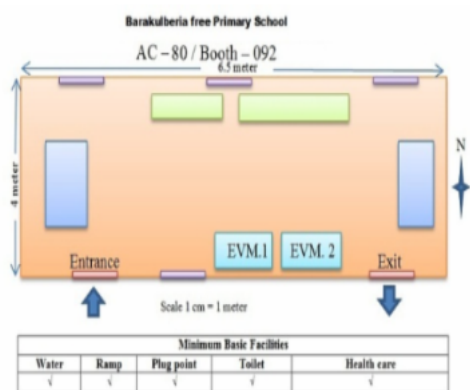 Barakulberia free Primary School
AC – 80 / Booth – 092
6.5 meter
4 meter
N
EVM.1 EVM. 2
Entrance Exit
Scale 1 cm = 1 meter
Minimum Basic Facilities
Water Ramp Plug point Toilet Health care
√ √ √ √ √